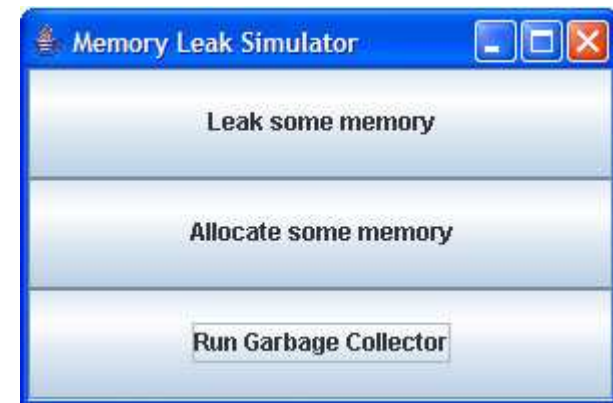 Memory Leak Simulator
Leak some memory
Allocate some memory
Run Garbage Collector